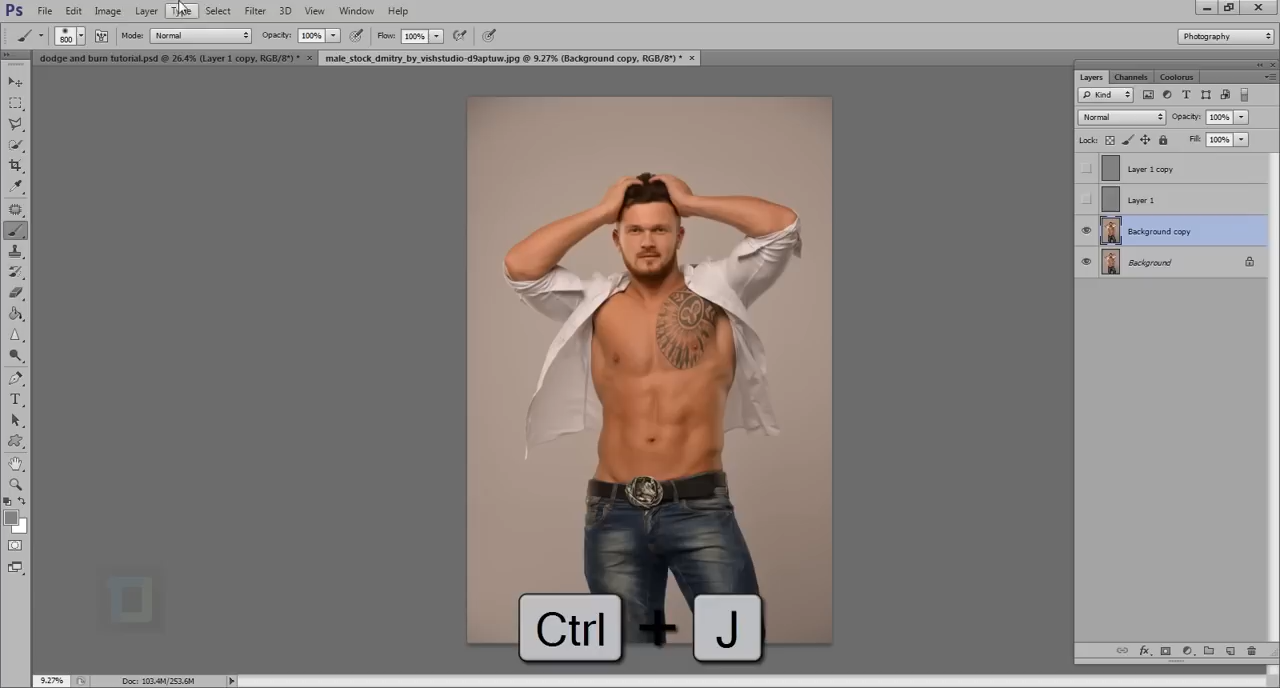 Ps File Edit Image Layer Type Select Filter 3D View Window Help
800 Mode: Normal Opacity: 100% Flow: 100% Photography
dodge and burn tutorial.psd @ 26.4% (Layer 1 copy, RGB/8*) * × male_stock_dmitry_by_vishstudio-d9aptuw.jpg @ 9.27% (Background copy, RGB/8*) * ×
Layers Channels Coolorus
Kind
Normal Opacity: 100%
Lock: Fill: 100%
Layer 1 copy
Layer 1
Background copy
Background
Ctrl + J
9.27% Doc: 103.4M/253.6M